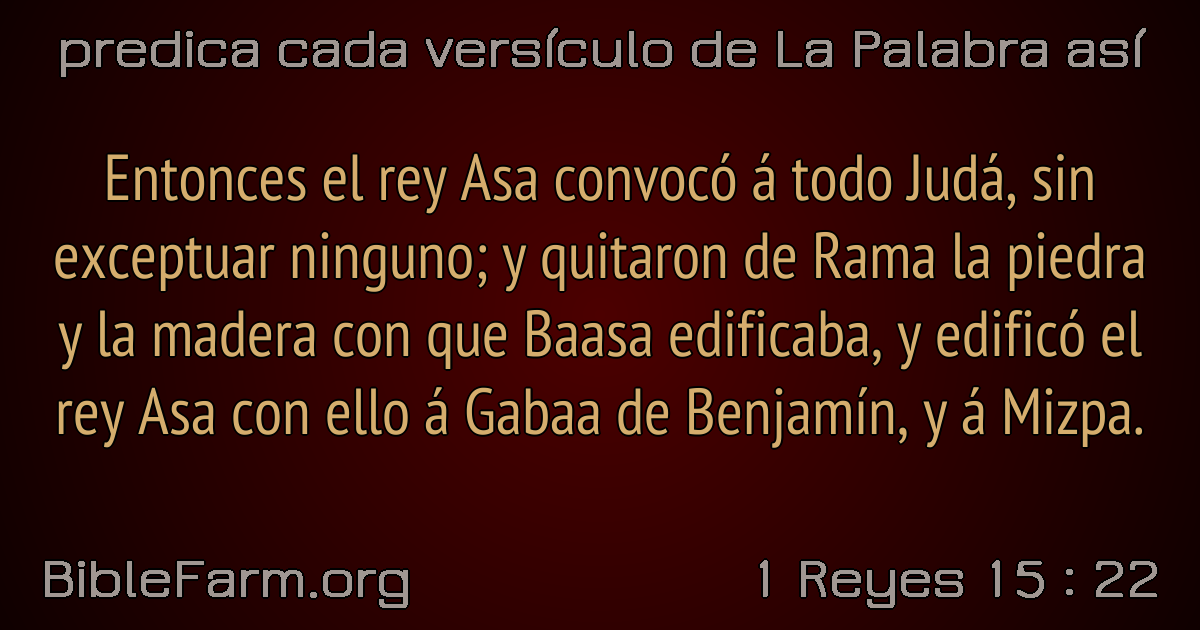 predica cada versículo de La Palabra así
Entonces el rey Asa convocó á todo Judá, sin
exceptuar ninguno; y quitaron de Rama la piedra
y la madera con que Baasa edificaba, y edificó el
rey Asa con ello á Gabaa de Benjamín, y á Mizpa.
BibleFarm.org
1 Reyes 15 : 22